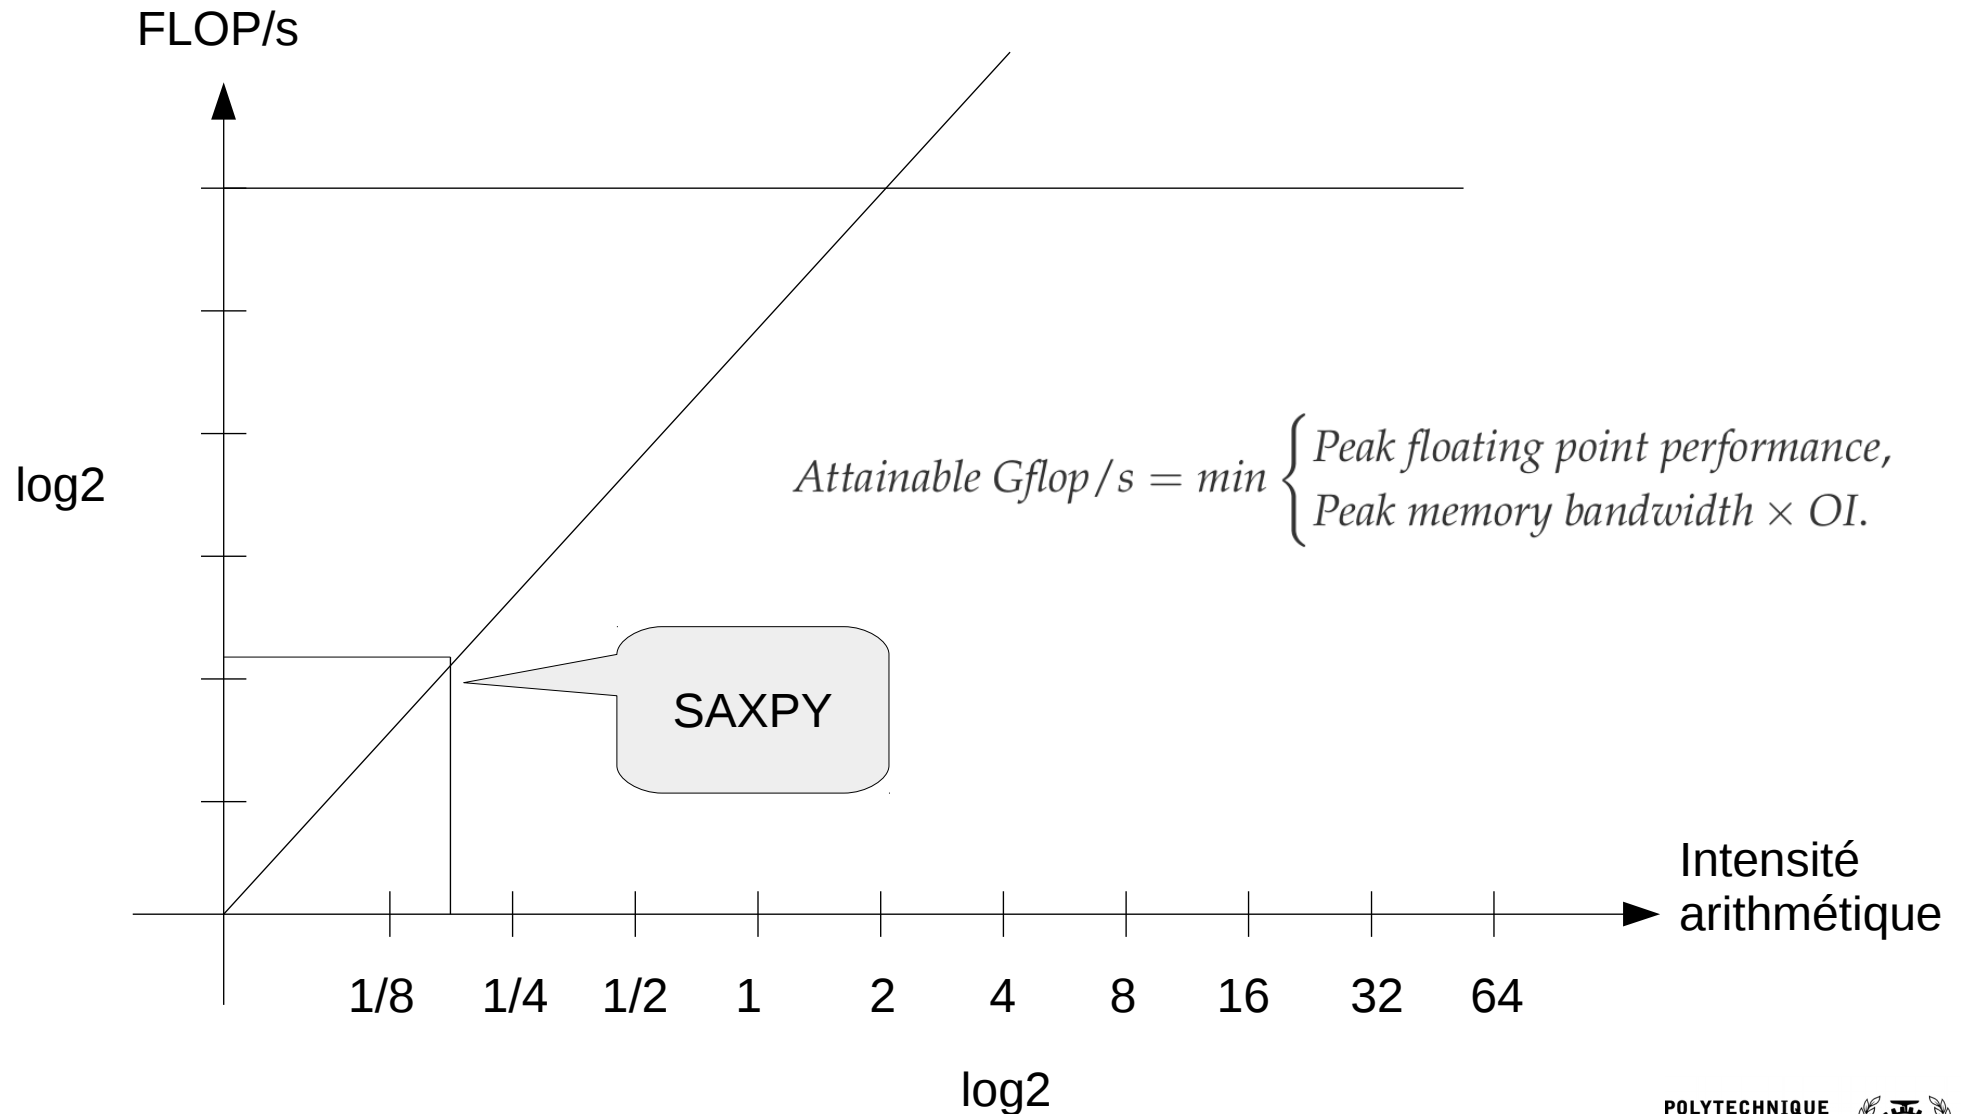 FLOP/s
log2
Attainable Gflop/s = min { Peak floating point performance,
Peak memory bandwidth × OI.
SAXPY
Intensité
arithmétique
1/8 1/4 1/2 1 2 4 8 16 32 64
log2
POLYTECHNIQUE